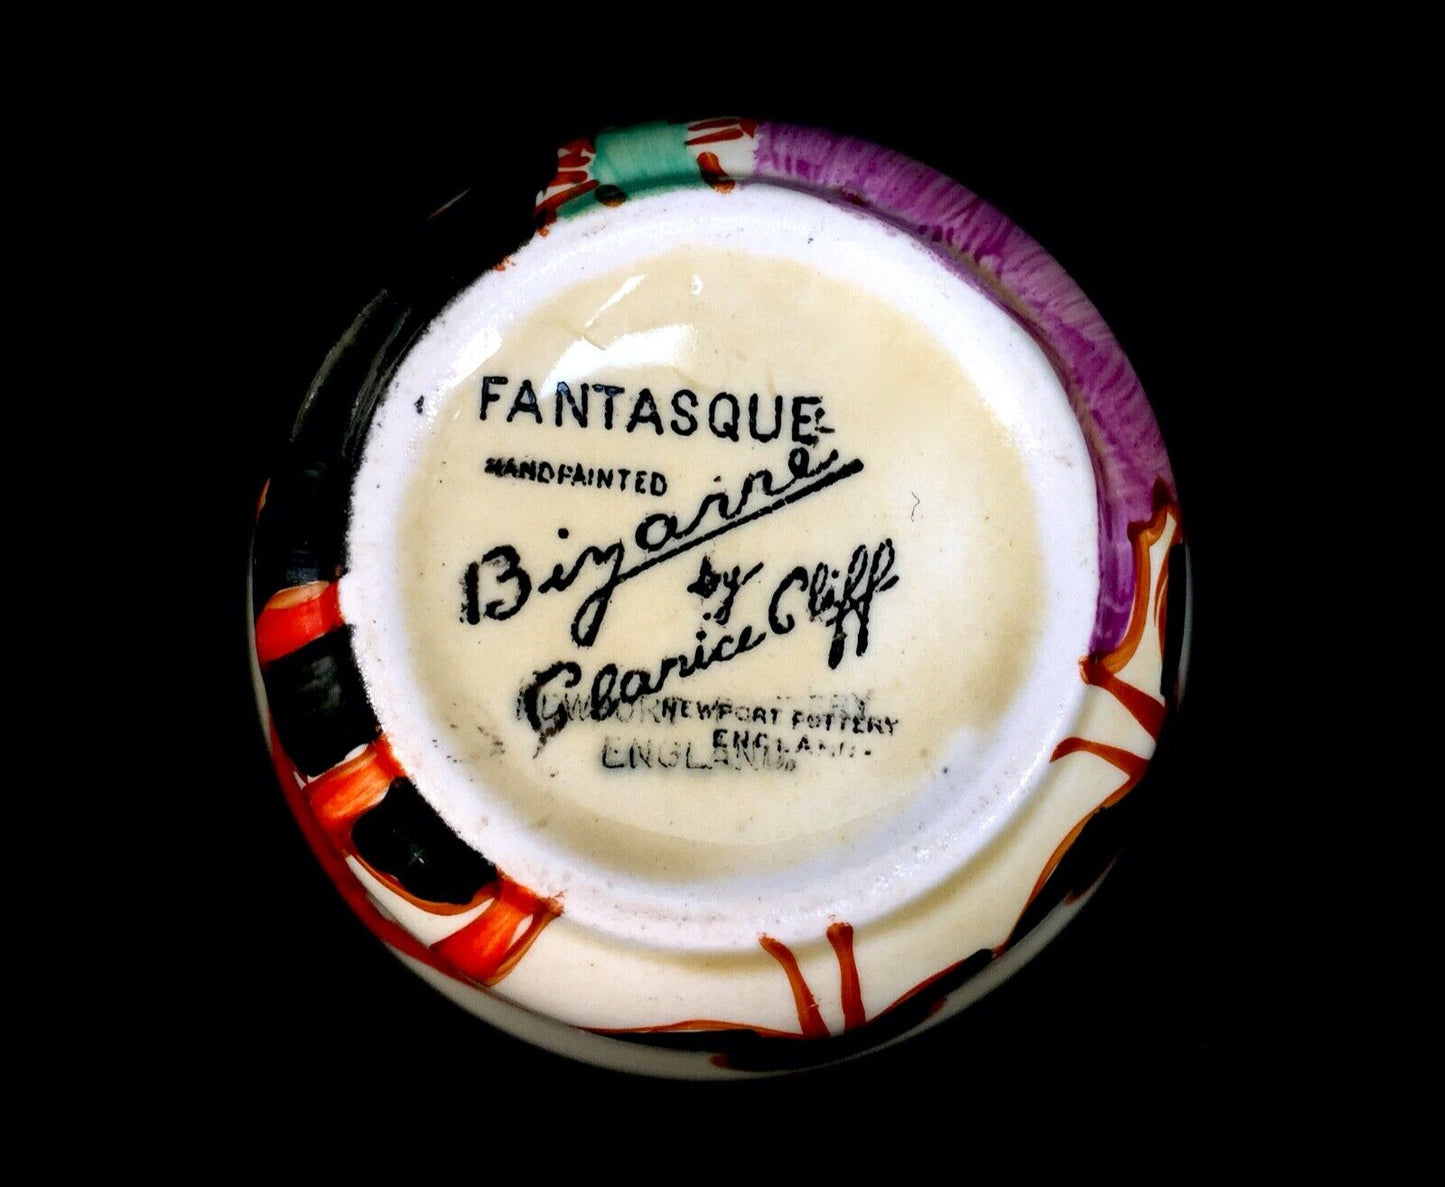 FANTASQUE
HANDPAINTED
Bizarre
by
Clarice Cliff
NEWPORT POTTERY
ENGLAND.
ENGLAND.